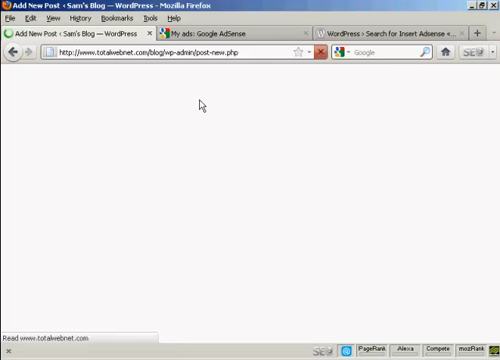 Add New Post ‹ Sam's Blog — WordPress - Mozilla Firefox
File Edit View History Bookmarks Tools Help
Add New Post ‹ Sam's Blog — WordPress
My ads: Google AdSense
WordPress › Search for Insert Adsense «...
http://www.totalwebnet.com/blog/wp-admin/post-new.php
Google
SEO
Read www.totalwebnet.com
SEO PageRank Alexa Compete mozRank